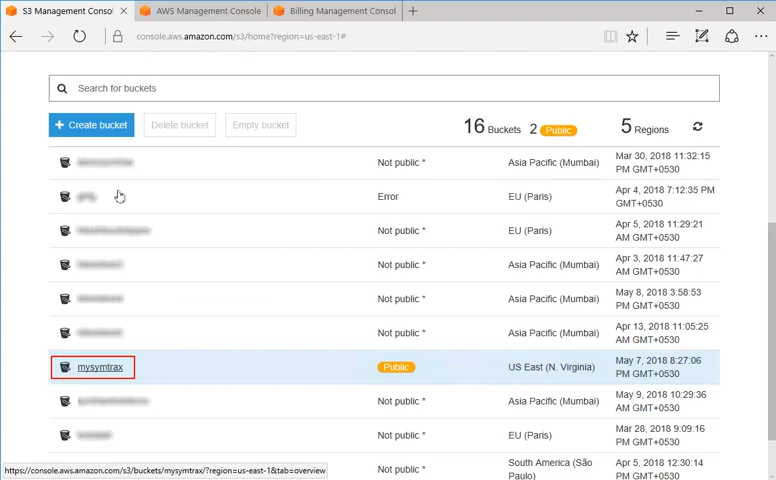 S3 Management Conso
AWS Management Console
Billing Management Consol
console.aws.amazon.com/s3/home?region=us-east-1#
Search for buckets
+ Create bucket
Delete bucket
Empty bucket
16 Buckets
2 Public
5 Regions
Not public *
Asia Pacific (Mumbai)
Mar 30, 2018 11:32:15
PM GMT+0530
Error
EU (Paris)
Apr 4, 2018 7:12:35 PM
GMT+0530
Not public *
EU (Paris)
Apr 5, 2018 11:29:21
AM GMT+0530
Not public *
Asia Pacific (Mumbai)
Apr 3, 2018 11:47:27
AM GMT+0530
Not public *
Asia Pacific (Mumbai)
May 8, 2018 3:58:53
PM GMT+0530
Not public *
Asia Pacific (Mumbai)
Apr 13, 2018 11:05:25
AM GMT+0530
mysymtrax
Public
US East (N. Virginia)
May 7, 2018 8:27:06
PM GMT+0530
Not public *
Asia Pacific (Mumbai)
May 9, 2018 10:29:36
AM GMT+0530
Not public *
EU (Paris)
Mar 28, 2018 9:09:16
PM GMT+0530
Not public *
South America (São
Paulo)
Apr 5, 2018 12:30:14
PM GMT+0530
https://console.aws.amazon.com/s3/buckets/mysymtrax/?region=us-east-1&tab=overview